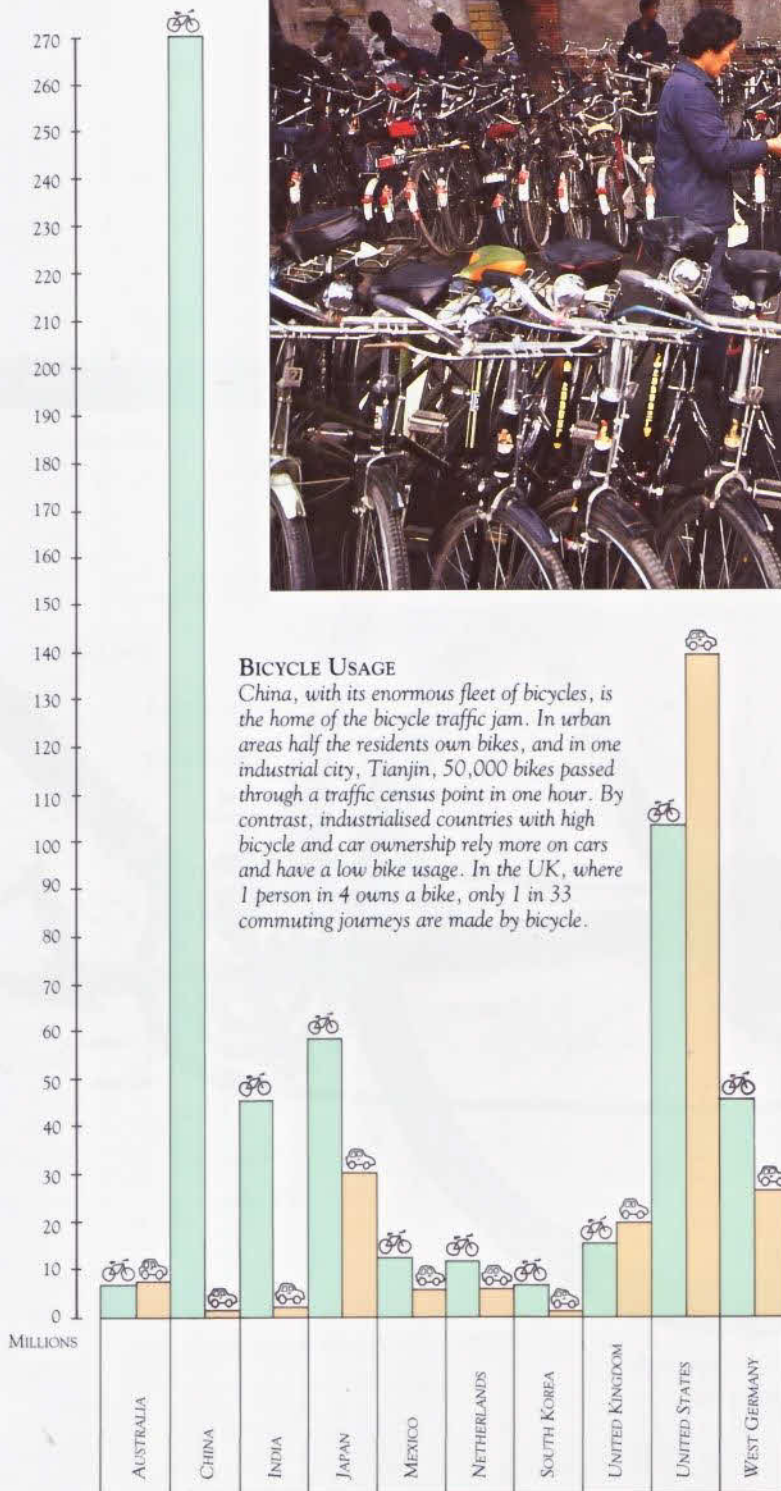 270
260
250
240
230
220
210
200
190
180
170
160
150
140
130
120
110
100
90
80
70
60
50
40
30
20
10
0
MILLIONS
BICYCLE USAGE
China, with its enormous fleet of bicycles, is
the home of the bicycle traffic jam. In urban
areas half the residents own bikes, and in one
industrial city, Tianjin, 50,000 bikes passed
through a traffic census point in one hour. By
contrast, industrialised countries with high
bicycle and car ownership rely more on cars
and have a low bike usage. In the UK, where
1 person in 4 owns a bike, only 1 in 33
commuting journeys are made by bicycle.
AUSTRALIA
CHINA
INDIA
JAPAN
MEXICO
NETHERLANDS
SOUTH KOREA
UNITED KINGDOM
UNITED STATES
WEST GERMANY